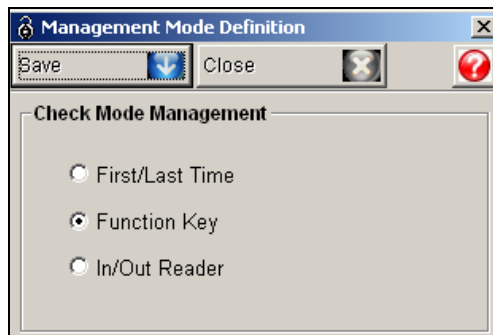 Management Mode Definition
Save Close ?
Check Mode Management
First/Last Time
Function Key
In/Out Reader